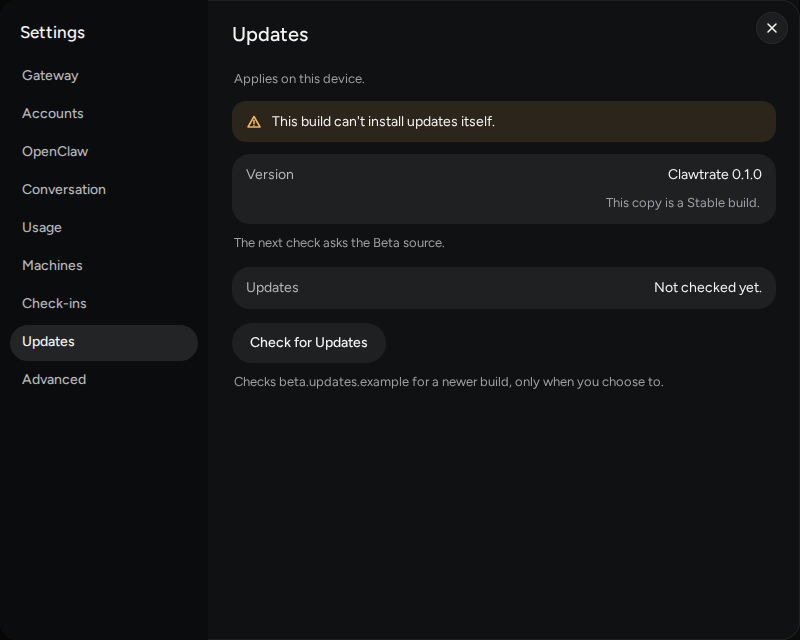 Settings
Gateway
Accounts
OpenClaw
Conversation
Usage
Machines
Check-ins
Updates
Advanced
Updates
Applies on this device.
This build can't install updates itself.
Version
Clawtrate 0.1.0
This copy is a Stable build.
The next check asks the Beta source.
Updates
Not checked yet.
Check for Updates
Checks beta.updates.example for a newer build, only when you choose to.